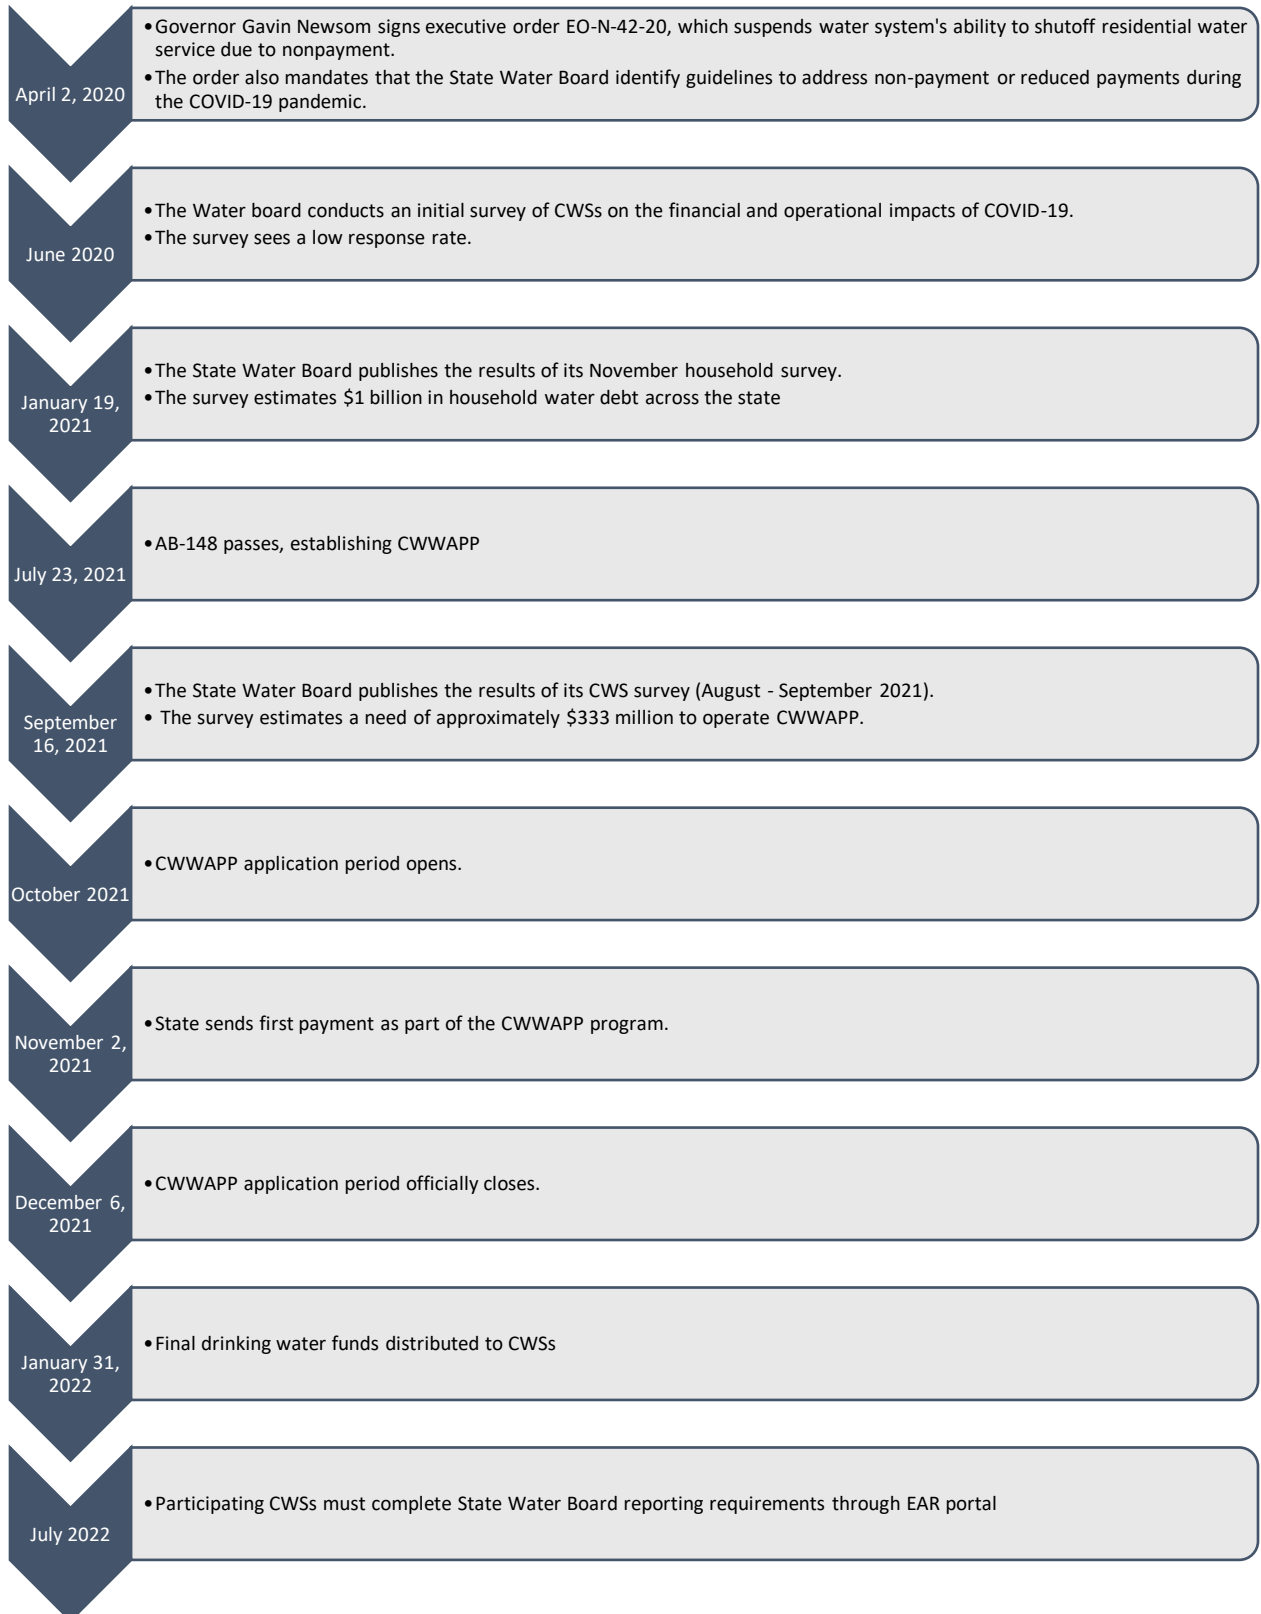 April 2, 2020
•Governor Gavin Newsom signs executive order EO-N-42-20, which suspends water system's ability to shutoff residential water
service due to nonpayment.
•The order also mandates that the State Water Board identify guidelines to address non-payment or reduced payments during
the COVID-19 pandemic.
June 2020
•The Water board conducts an initial survey of CWSs on the financial and operational impacts of COVID-19.
•The survey sees a low response rate.
January 19,
2021
•The State Water Board publishes the results of its November household survey.
•The survey estimates $1 billion in household water debt across the state
July 23, 2021
•AB-148 passes, establishing CWWAPP
September
16, 2021
•The State Water Board publishes the results of its CWS survey (August - September 2021).
• The survey estimates a need of approximately $333 million to operate CWWAPP.
October 2021
•CWWAPP application period opens.
November 2,
2021
•State sends first payment as part of the CWWAPP program.
December 6,
2021
•CWWAPP application period officially closes.
January 31,
2022
•Final drinking water funds distributed to CWSs
July 2022
•Participating CWSs must complete State Water Board reporting requirements through EAR portal